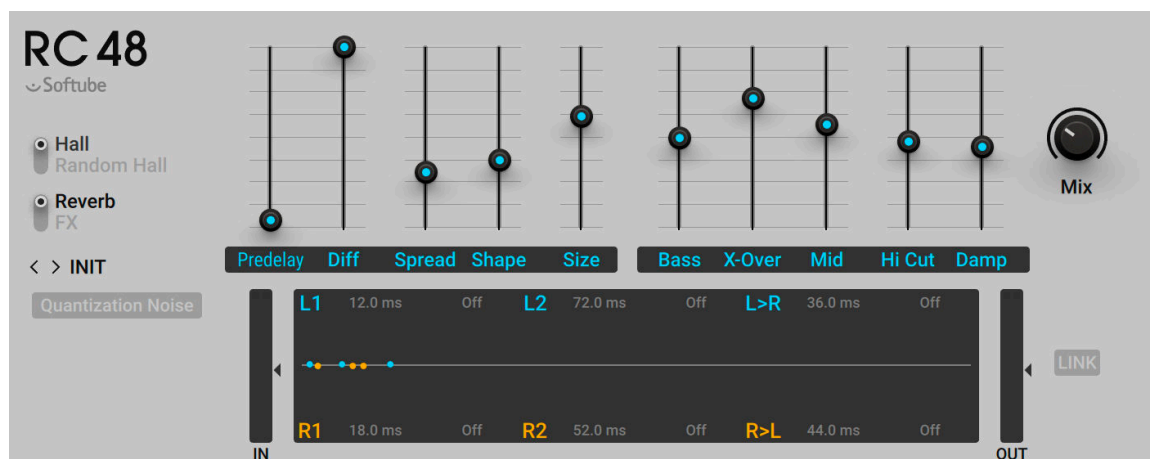 RC 48
Softube
Hall
Random Hall
Reverb
FX
< > INIT
Quantization Noise
Predelay Diff Spread Shape Size Bass X-Over Mid Hi Cut Damp
Mix
L1 12.0 ms Off L2 72.0 ms Off L>R 36.0 ms Off
LINK
R1 18.0 ms Off R2 52.0 ms Off R>L 44.0 ms Off
IN OUT